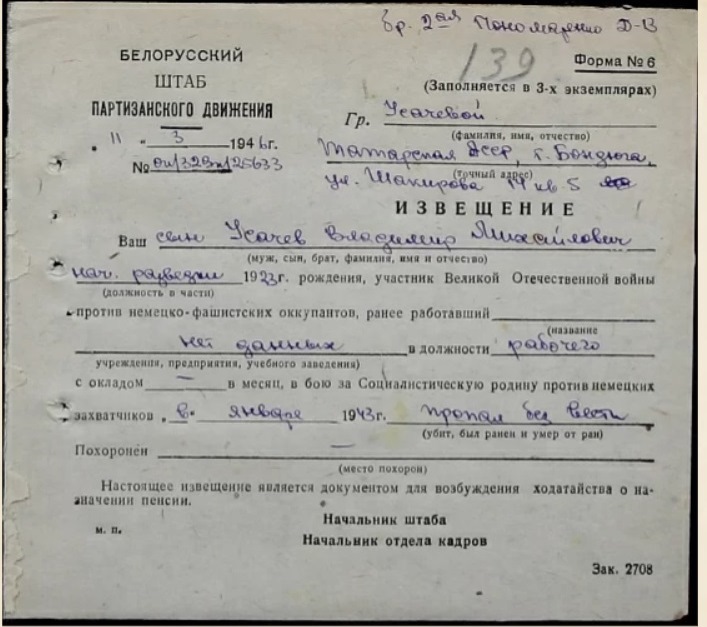 бр. 2ая Пономаренко Д-13
139
БЕЛОРУССКИЙ
ШТАБ
ПАРТИЗАНСКОГО ДВИЖЕНИЯ
Форма № 6
(Заполняется в 3-х экземплярах)
Гр. Усачевой
(фамилия, имя, отчество)
„ 11 „ 3 1946 г.
Татарская АССР, г. Бондюга,
(точный адрес)
ул. Шакирова 14 кв 5
ИЗВЕЩЕНИЕ
Ваш сын Усачев Владимир Михайлович
(муж, сын, брат, фамилия, имя и отчество)
нач. разведки 1923 г. рождения, участник Великой Отечественной войны
(должность в части)
против немецко-фашистских оккупантов, ранее работавший
(название
нет данных в должности рабочего
учреждения, предприятия, учебного заведения)
с окладом — в месяц, в бою за Социалистическую родину против немецких
захватчиков „ в „ январе 1943 г. пропал без вести
(убит, был ранен и умер от ран)
Похоронен —
(место похорон)
Настоящее извещение является документом для возбуждения ходатайства о на-
значении пенсии.
м. п.
Начальник штаба
Начальник отдела кадров
Зак. 2708